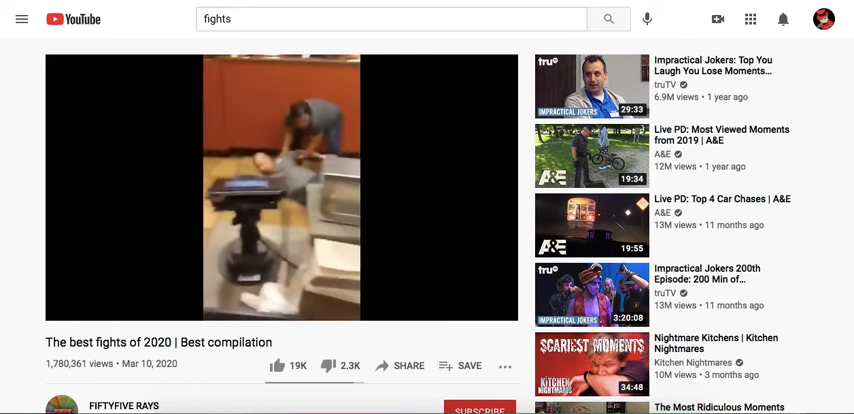 YouTube
fights
The best fights of 2020 | Best compilation
1,780,361 views • Mar 10, 2020
19K
2.3K
SHARE
SAVE
FIFTYFIVE RAYS
SUBSCRIBE
tru
IMPRACTICAL JOKERS
29:33
Impractical Jokers: Top You
Laugh You Lose Moments...
truTV
6.9M views • 1 year ago
A&E
19:34
Live PD: Most Viewed Moments
from 2019 | A&E
A&E
12M views • 1 year ago
A&E
19:55
Live PD: Top 4 Car Chases | A&E
A&E
13M views • 11 months ago
tru
IMPRACTICAL JOKERS
3:20:08
Impractical Jokers 200th
Episode: 200 Min of...
truTV
13M views • 11 months ago
SCARIEST MOMENTS
KITCHEN
NIGHTMARES
34:48
Nightmare Kitchens | Kitchen
Nightmares
Kitchen Nightmares
10M views • 3 months ago
The Most Ridiculous Moments